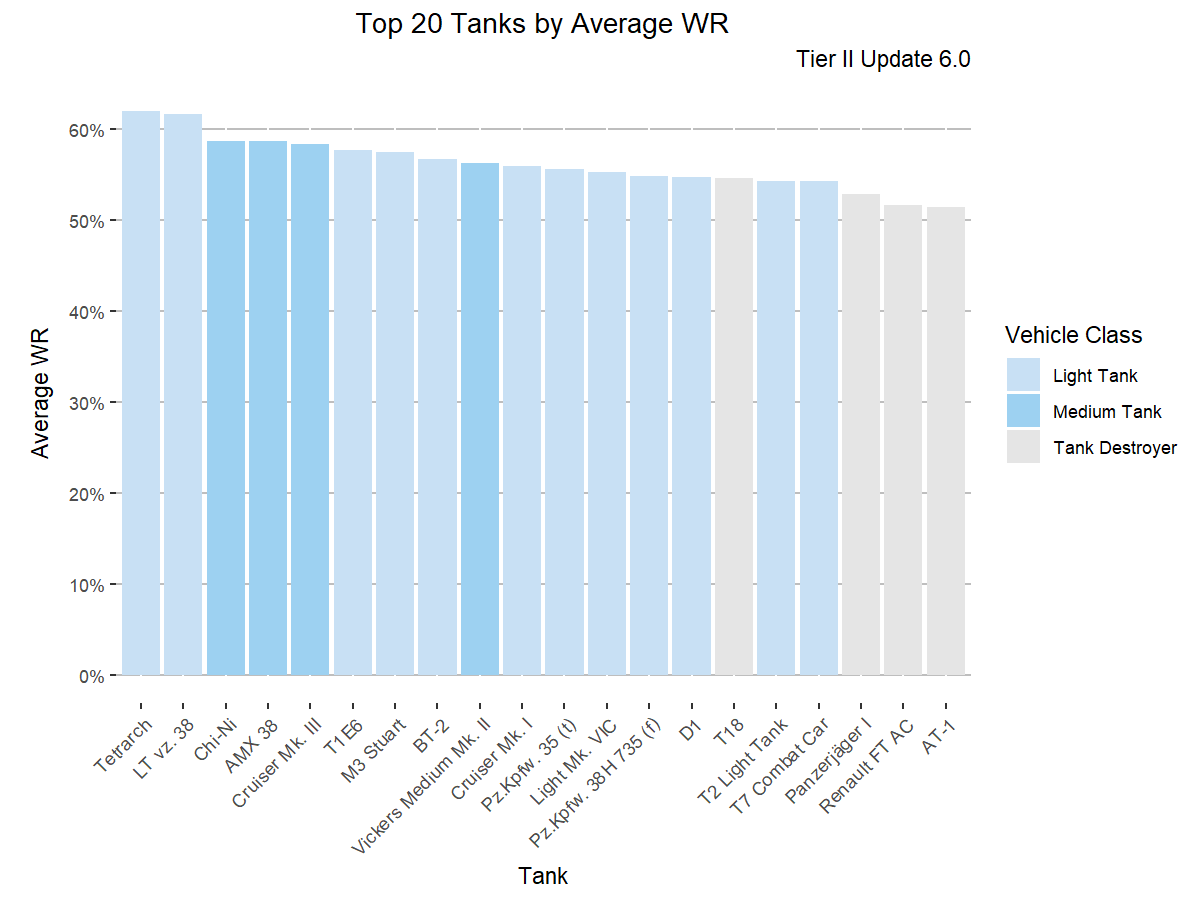 Top 20 Tanks by Average WR
Tier II Update 6.0
Average WR
60%
50%
40%
30%
20%
10%
0%
Tetrarch
LT vz. 38
Chi-Ni
AMX 38
Cruiser Mk. III
T1E6
M3 Stuart
BT-2
Vickers Medium Mk. II
Cruiser Mk. I
Pz.Kpfw. 35 (t)
Light Mk. VIC
Pz.Kpfw. 38H 735 (f)
D1
T18
T2 Light Tank
T7 Combat Car
Panzerjäger I
Renault FT AC
AT-1
Tank
Vehicle Class
Light Tank
Medium Tank
Tank Destroyer